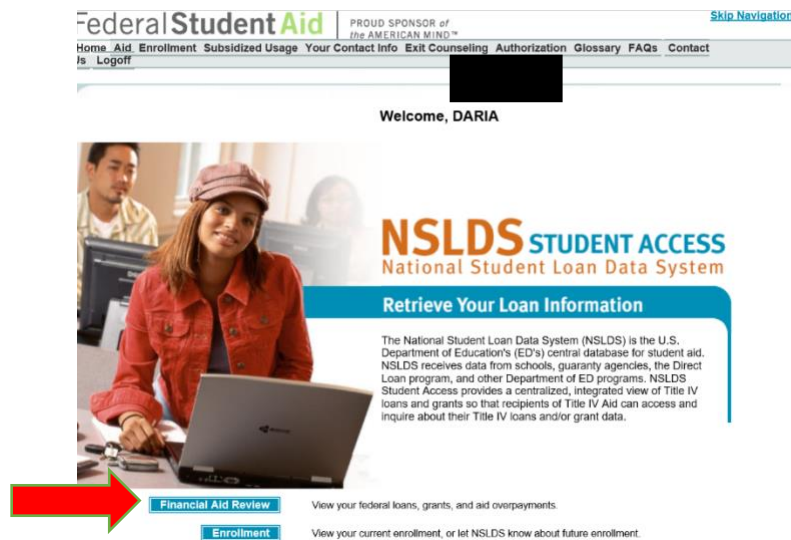 Federal Student Aid
PROUD SPONSOR of
the AMERICAN MIND™
Skip Navigation
Home Aid Enrollment Subsidized Usage Your Contact Info Exit Counseling Authorization Glossary FAQs Contact
Us Logoff
Welcome, DARIA
NSLDS STUDENT ACCESS
National Student Loan Data System
Retrieve Your Loan Information
The National Student Loan Data System (NSLDS) is the U.S.
Department of Education's (ED's) central database for student aid.
NSLDS receives data from schools, guaranty agencies, the Direct
Loan program, and other Department of ED programs. NSLDS
Student Access provides a centralized, integrated view of Title IV
loans and grants so that recipients of Title IV Aid can access and
inquire about their Title IV loans and/or grant data.
Financial Aid Review View your federal loans, grants, and aid overpayments.
Enrollment View your current enrollment, or let NSLDS know about future enrollment.